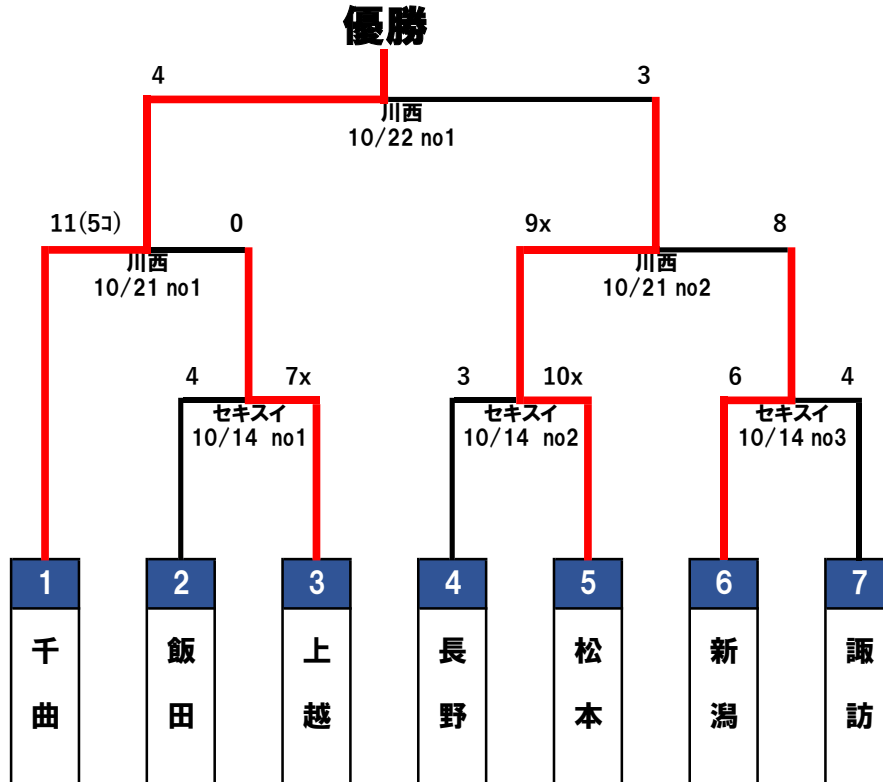 優勝
4 3
川西
10/22 no1
11(5ｺ) 0 9x 8
川西 川西
10/21 no1 10/21 no2
4 7x 3 10x 6 4
セキスイ セキスイ セキスイ
10/14 no1 10/14 no2 10/14 no3
1 2 3 4 5 6 7
千曲 飯田 上越 長野 松本 新潟 諏訪